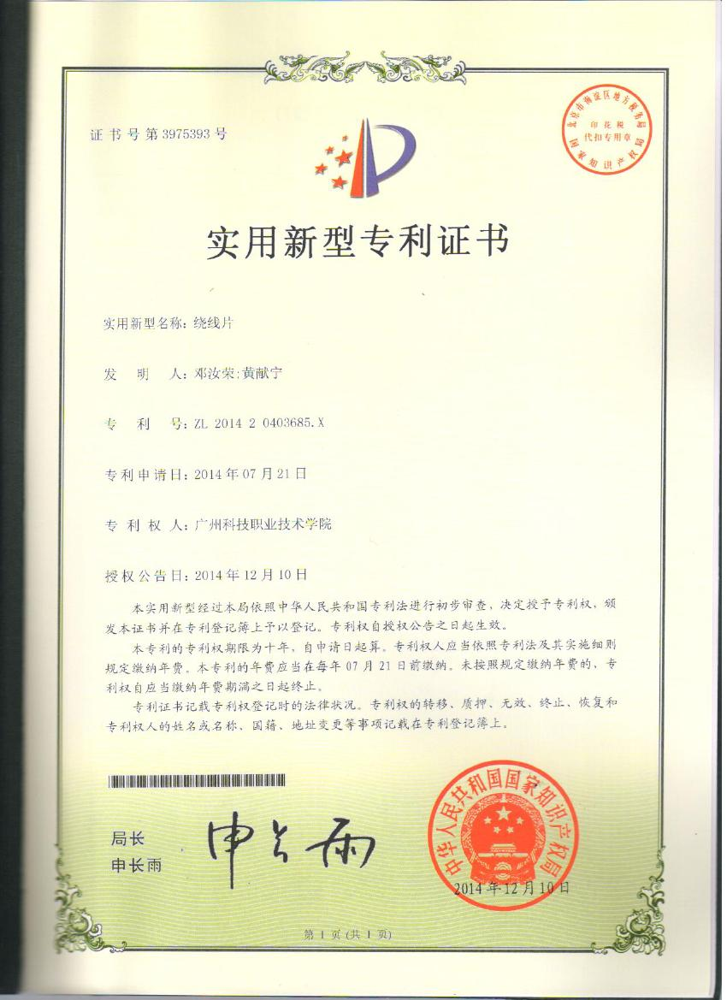 证书号第3975393号
北京市海淀区地方税务局
印花税
代扣专用章
国家知识产权局
实用新型专利证书
实用新型名称：绕线片
发明人：邓汝荣;黄献宁
专利号：ZL 2014 2 0403685.X
专利申请日：2014年07月21日
专利权人：广州科技职业技术学院
授权公告日：2014年12月10日
本实用新型经过本局依照中华人民共和国专利法进行初步审查，决定授予专利权，颁
发本证书并在专利登记簿上予以登记。专利权自授权公告之日起生效。
本专利的专利权期限为十年，自申请日起算。专利权人应当依照专利法及其实施细则
规定缴纳年费。本专利的年费应当在每年07月21日前缴纳。未按照规定缴纳年费的，专
利权自应当缴纳年费期满之日起终止。
专利证书记载专利权登记时的法律状况。专利权的转移、质押、无效、终止、恢复和
专利权人的姓名或名称、国籍、地址变更等事项记载在专利登记簿上。
局长
申长雨
申长雨
中华人民共和国国家知识产权局
2014年12月10日
第1页(共1页)